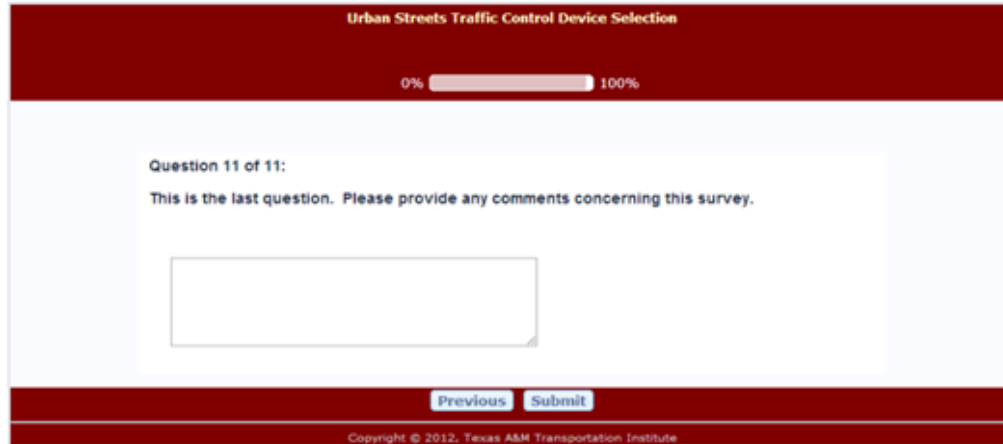 Urban Streets Traffic Control Device Selection
0% 100%
Question 11 of 11:
This is the last question. Please provide any comments concerning this survey.
Previous Submit
Copyright © 2012, Texas A&M Transportation Institute